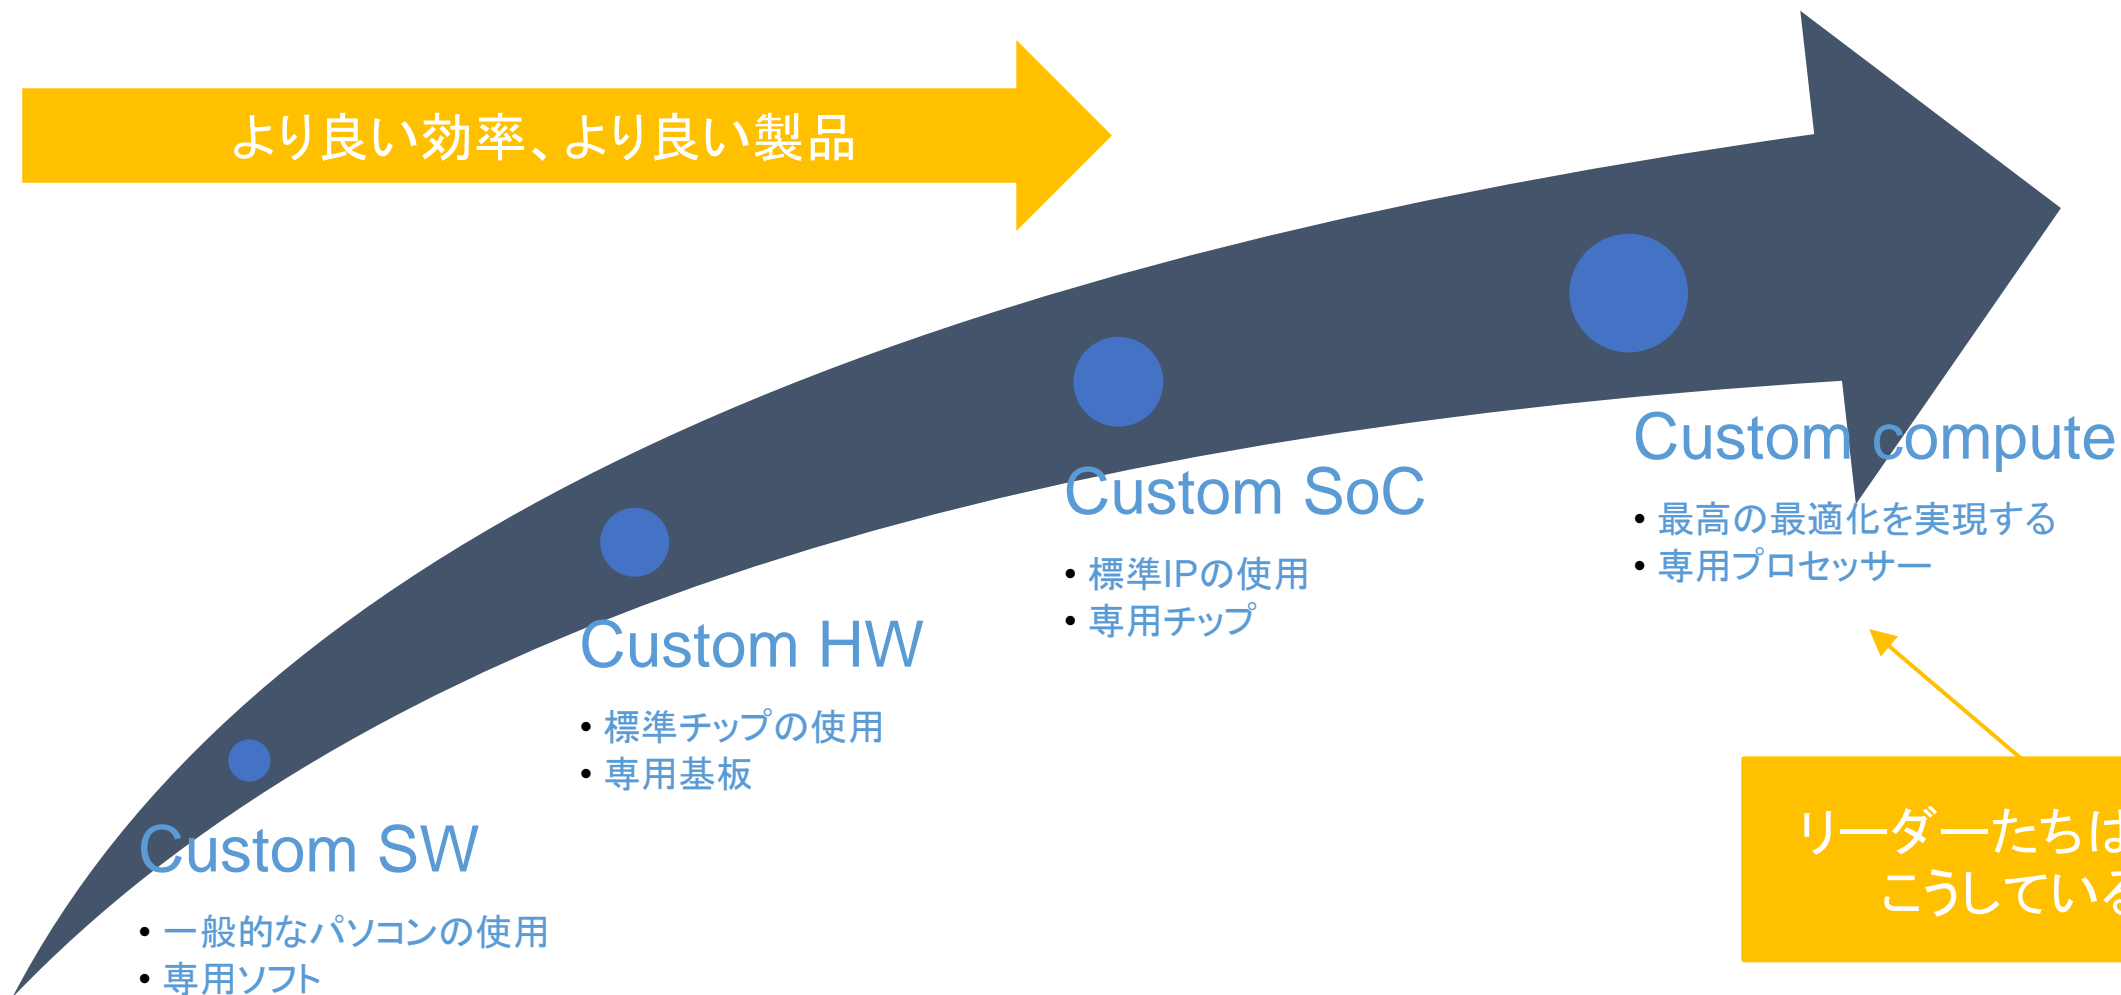 より良い効率、より良い製品
Custom SW
• 一般的なパソコンの使用
• 専用ソフト
Custom HW
• 標準チップの使用
• 専用基板
Custom SoC
• 標準IPの使用
• 専用チップ
Custom compute
• 最高の最適化を実現する
• 専用プロセッサー
リーダーたちは
こうしている